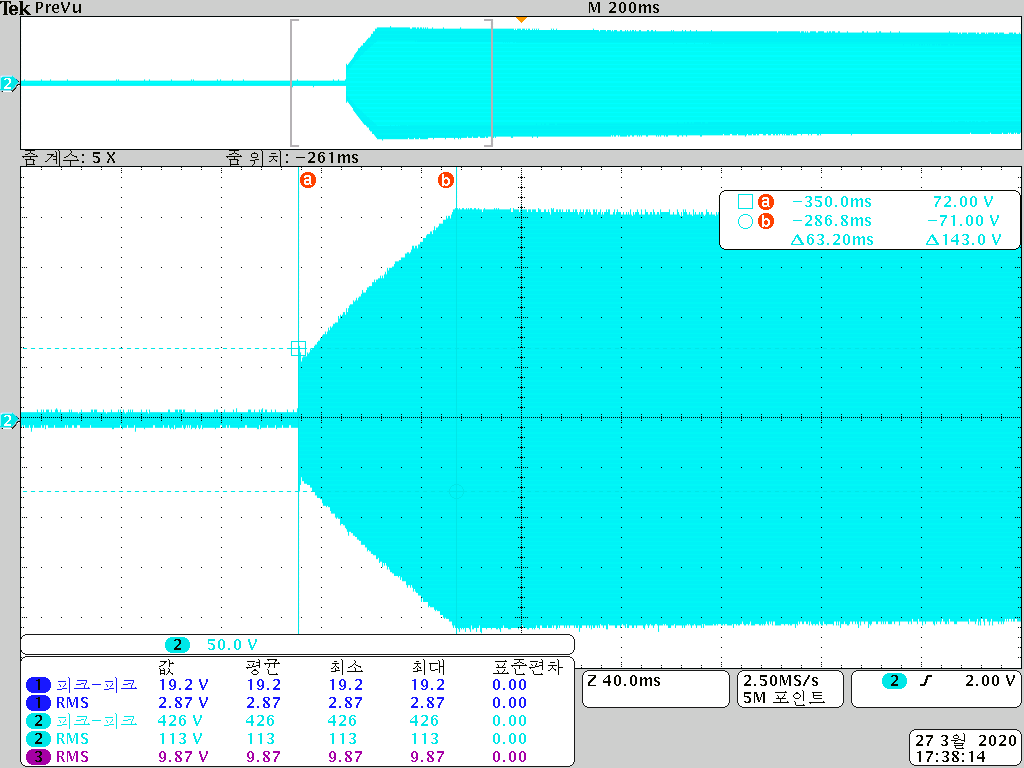 Tek PreVu M 200ms
2
줌 계수: 5 X 줌 위치: −261ms
a b
a −350.0ms 72.00 V
b −286.8ms −71.00 V
Δ63.20ms Δ143.0 V
2
2 50.0 V
값 평균 최소 최대 표준편차
1 피크−피크 19.2 V 19.2 19.2 19.2 0.00
1 RMS 2.87 V 2.87 2.87 2.87 0.00
2 피크−피크 426 V 426 426 426 0.00
2 RMS 113 V 113 113 113 0.00
3 RMS 9.87 V 9.87 9.87 9.87 0.00
Z 40.0ms
2.50MS/s
5M 포인트
2 2.00 V
27 3월 2020
17:38:14